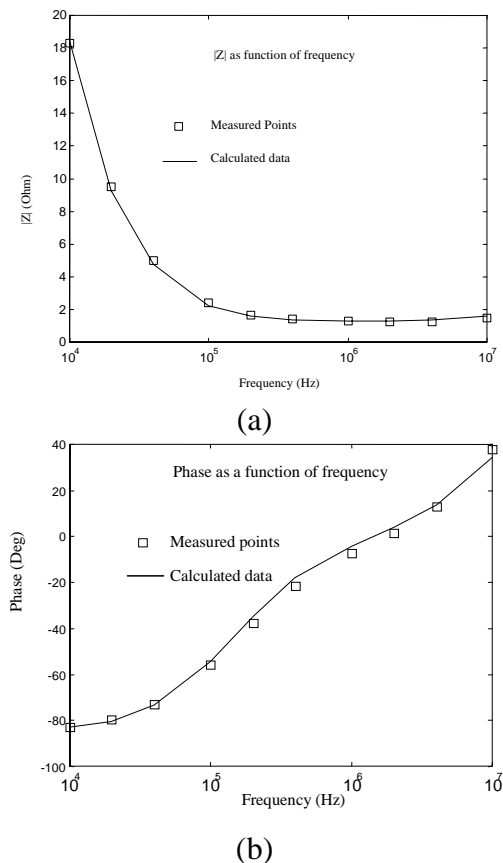 20
18
16
14
12
10
8
6
4
2
0
|Z| (Ohm)
|Z| as function of frequency
Measured Points
Calculated data
10^4
10^5
10^6
10^7
Frequency (Hz)
(a)
40
20
0
-20
-40
-60
-80
-100
Phase (Deg)
Phase as a function of frequency
Measured points
Calculated data
10^4
10^5
10^6
10^7
Frequency (Hz)
(b)